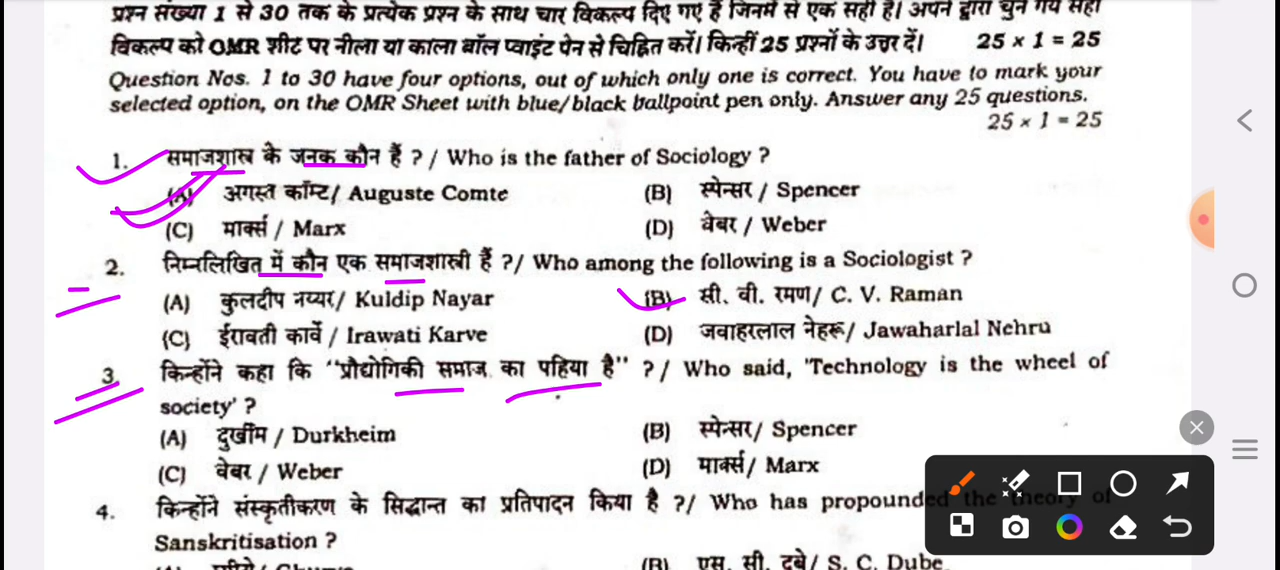 प्रश्न संख्या 1 से 30 तक के प्रत्येक प्रश्न के साथ चार विकल्प दिए गए हैं जिनमें से एक सही है। अपने द्वारा चुने गये सही
विकल्प को OMR शीट पर नीला या काला बॉल प्वाइंट पेन से चिह्नित करें। किन्हीं 25 प्रश्नों के उत्तर दें। 25 × 1 = 25
Question Nos. 1 to 30 have four options, out of which only one is correct. You have to mark your
selected option, on the OMR Sheet with blue/black ballpoint pen only. Answer any 25 questions.
25 × 1 = 25
1. समाजशास्त्र के जनक कौन हैं ? / Who is the father of Sociology ?
(A) अगस्त कॉम्ट/ Auguste Comte (B) स्पेन्सर / Spencer
(C) मार्क्स / Marx (D) वेबर / Weber
2. निम्नलिखित में कौन एक समाजशास्त्री हैं ?/ Who among the following is a Sociologist ?
(A) कुलदीप नय्यर/ Kuldip Nayar (B) सी. वी. रमण/ C. V. Raman
(C) ईरावती कार्वे / Irawati Karve (D) जवाहरलाल नेहरू/ Jawaharlal Nehru
3. किन्होंने कहा कि "प्रौद्योगिकी समाज का पहिया है" ? / Who said, 'Technology is the wheel of
society' ?
(A) दुर्खीम / Durkheim (B) स्पेन्सर/ Spencer
(C) वेबर / Weber (D) मार्क्स/ Marx
4. किन्होंने संस्कृतीकरण के सिद्धान्त का प्रतिपादन किया है ?/ Who has propounded the theory of
Sanskritisation ?
(B) एस. सी. दुबे/ S. C. Dube